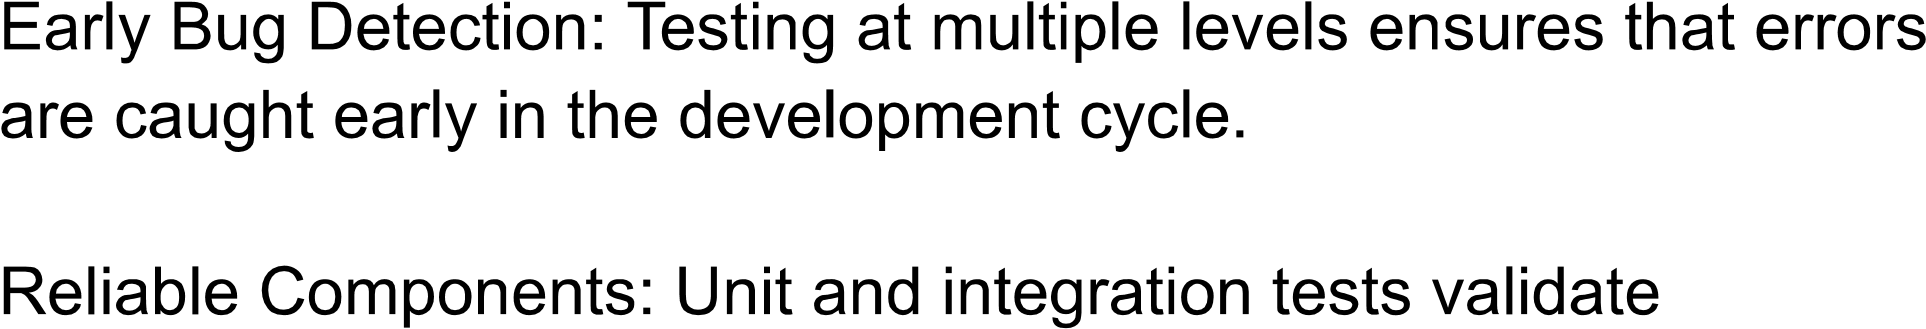 Early Bug Detection: Testing at multiple levels ensures that errors
are caught early in the development cycle.
Reliable Components: Unit and integration tests validate